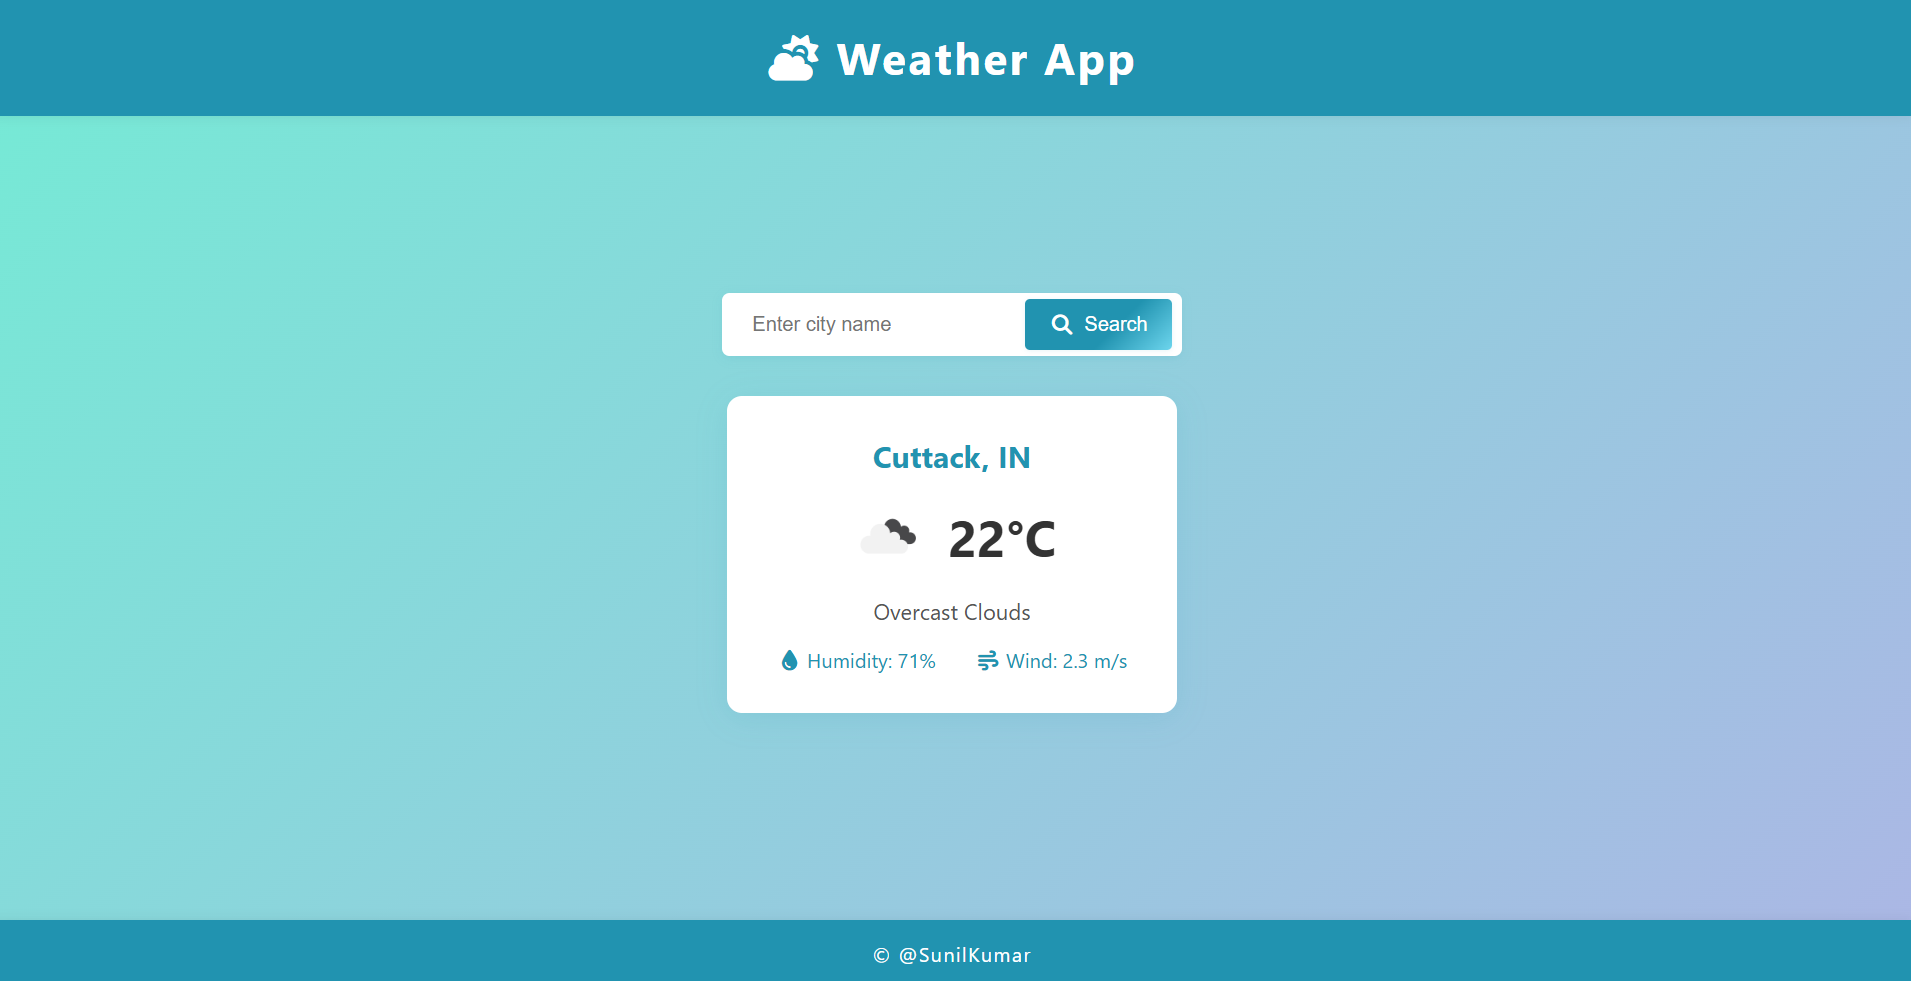 Weather App
Enter city name
Search
Cuttack, IN
22°C
Overcast Clouds
Humidity: 71% Wind: 2.3 m/s
© @SunilKumar